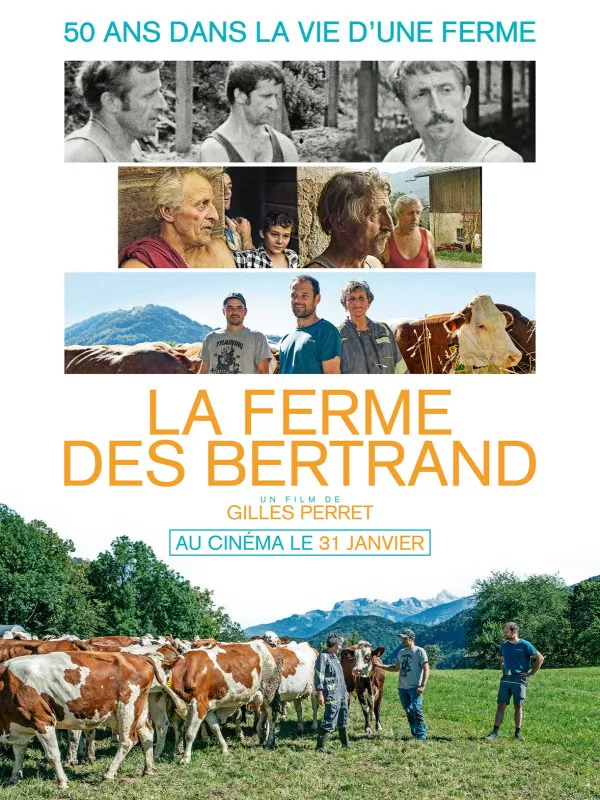 50 ANS DANS LA VIE D'UNE FERME
TRAINING
LA FERME
DES BERTRAND
UN FILM DE
GILLES PERRET
AU CINÉMA LE 31 JANVIER